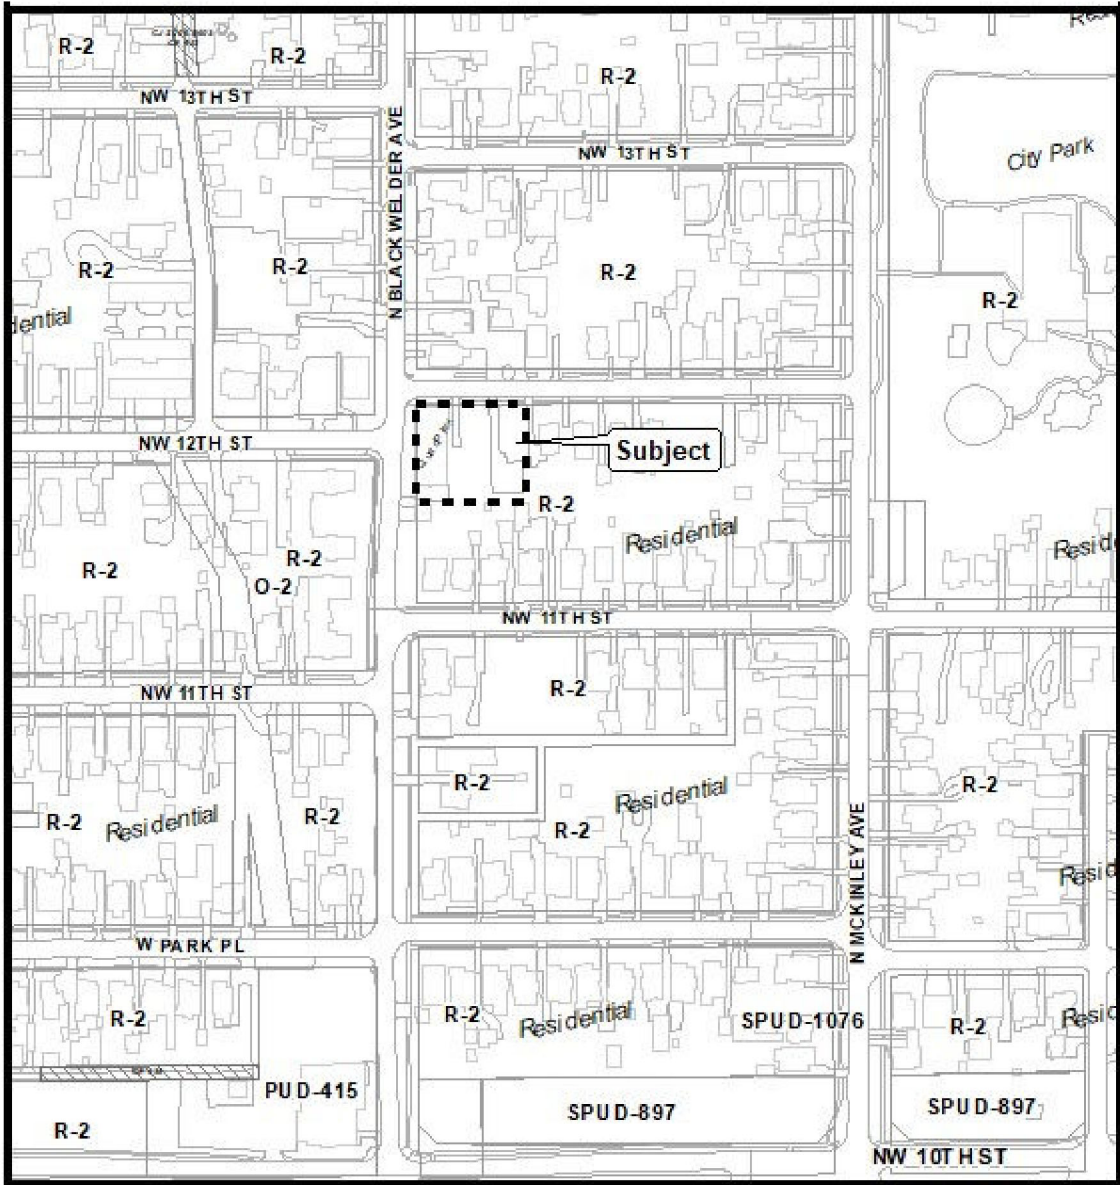 R-2
R-2
R-2
NW 13TH ST
NW 13TH ST
City Park
N BLACKWELDER AVE
R-2
R-2
R-2
R-2
dential
NW 12TH ST
Subject
R-2
Residential
Resid
R-2
R-2
O-2
NW 11TH ST
R-2
NW 11TH ST
R-2
Residential
R-2
R-2
Residential
R-2
R-2
N MCKINLEY AVE
Resid
W PARK PL
R-2
R-2
Residential
SPUD-1076
R-2
Resid
PUD-415
SPUD-897
SPUD-897
R-2
NW 10TH ST